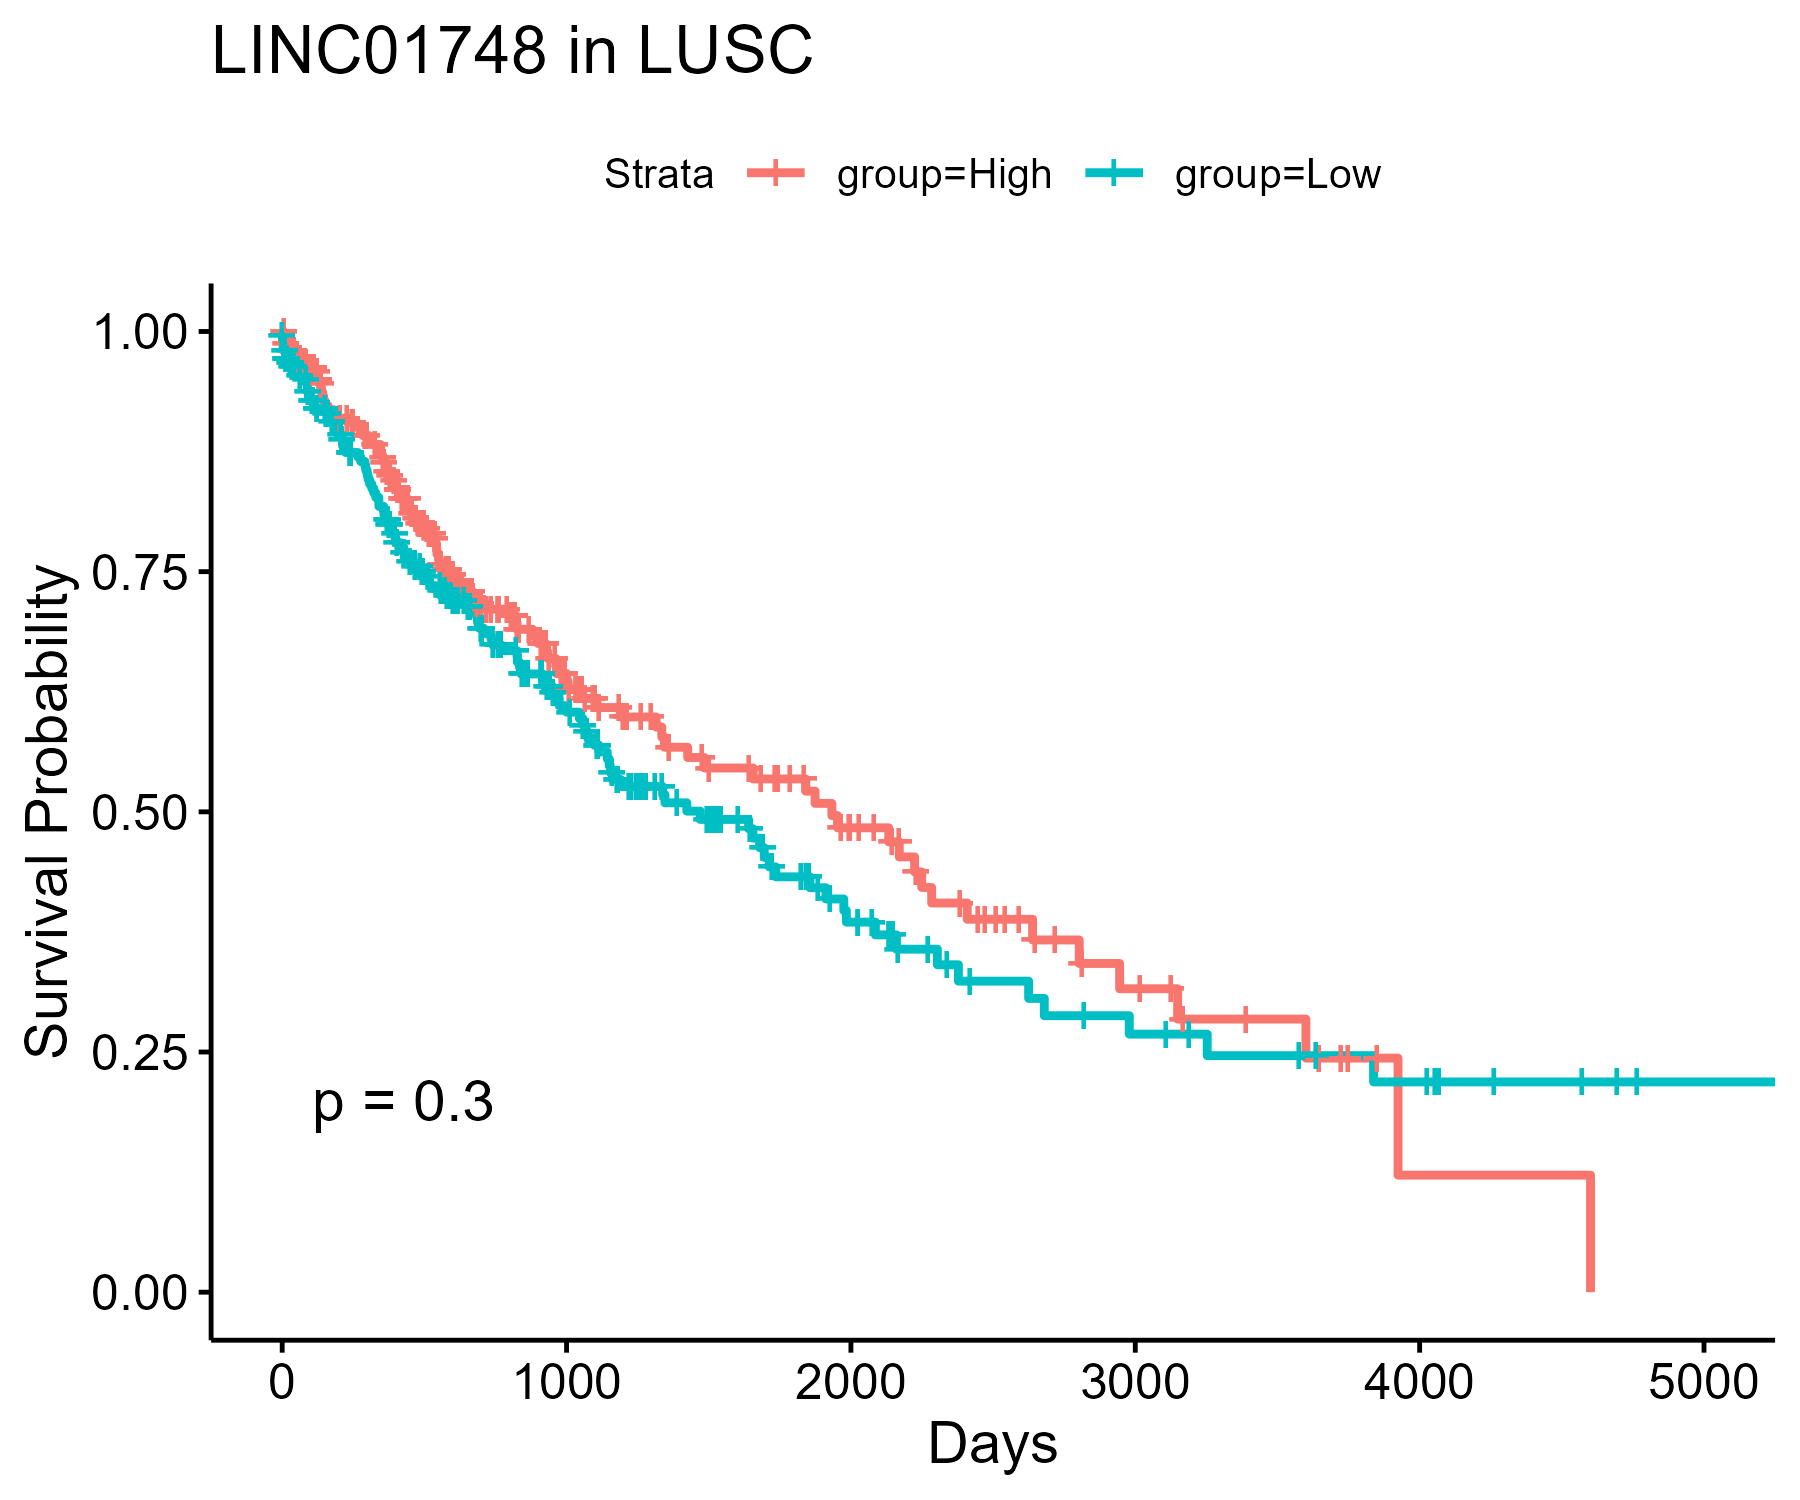 LINC01748 in LUSC
Strata group=High group=Low
1.00
0.75
0.50
0.25
0.00
Survival Probability
p = 0.3
0 1000 2000 3000 4000 5000
Days